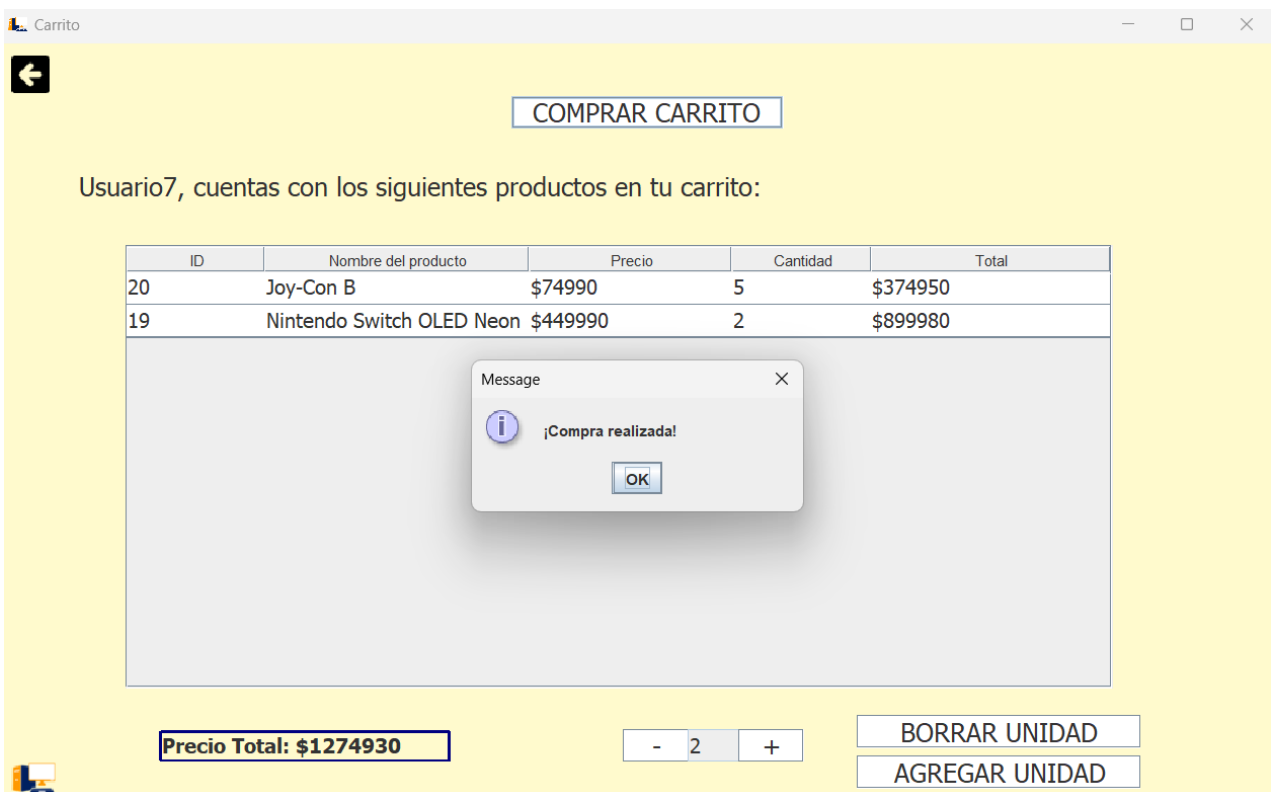 Carrito
COMPRAR CARRITO
Usuario7, cuentas con los siguientes productos en tu carrito:
ID Nombre del producto Precio Cantidad Total
20 Joy-Con B $74990 5 $374950
19 Nintendo Switch OLED Neon $449990 2 $899980
Message
¡Compra realizada!
OK
Precio Total: $1274930
- 2 +
BORRAR UNIDAD
AGREGAR UNIDAD